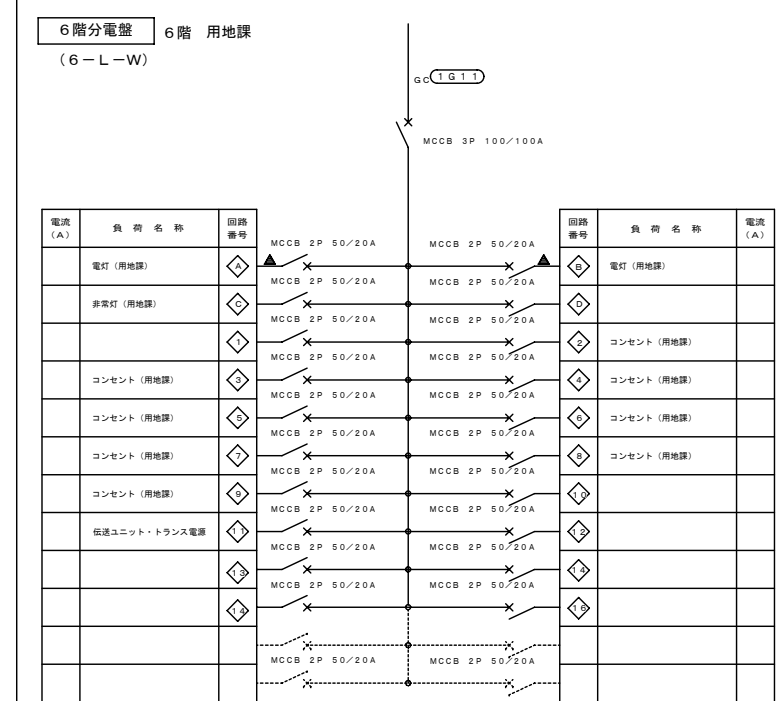 6階分電盤 6階 用地課
(6-L-W)
GC 1G11
MCCB 3P 100/100A
電流(A) 負荷名称 回路番号 回路番号 負荷名称 電流(A)
MCCB 2P 50/20A MCCB 2P 50/20A
電灯(用地課) A B 電灯(用地課)
MCCB 2P 50/20A MCCB 2P 50/20A
非常灯(用地課) C D
MCCB 2P 50/20A MCCB 2P 50/20A
1 2 コンセント(用地課)
MCCB 2P 50/20A MCCB 2P 50/20A
コンセント(用地課) 3 4 コンセント(用地課)
MCCB 2P 50/20A MCCB 2P 50/20A
コンセント(用地課) 5 6 コンセント(用地課)
MCCB 2P 50/20A MCCB 2P 50/20A
コンセント(用地課) 7 8 コンセント(用地課)
MCCB 2P 50/20A MCCB 2P 50/20A
コンセント(用地課) 9 10
MCCB 2P 50/20A MCCB 2P 50/20A
伝送ユニット・トランス電源 11 12
MCCB 2P 50/20A MCCB 2P 50/20A
13 14
MCCB 2P 50/20A MCCB 2P 50/20A
14 16
MCCB 2P 50/20A MCCB 2P 50/20A